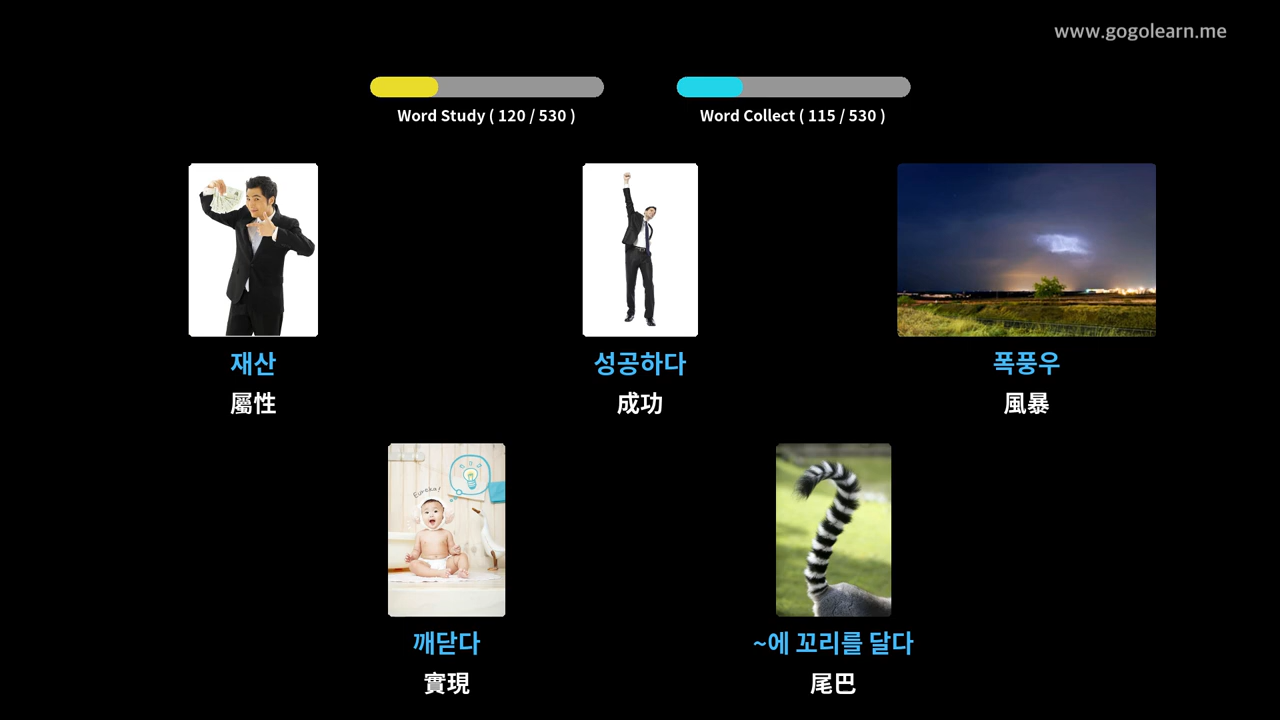 www.gogolearn.me
Word Study ( 120 / 530 )
Word Collect ( 115 / 530 )
재산
屬性
성공하다
成功
폭풍우
風暴
Eureka!
깨닫다
實現
~에 꼬리를 달다
尾巴